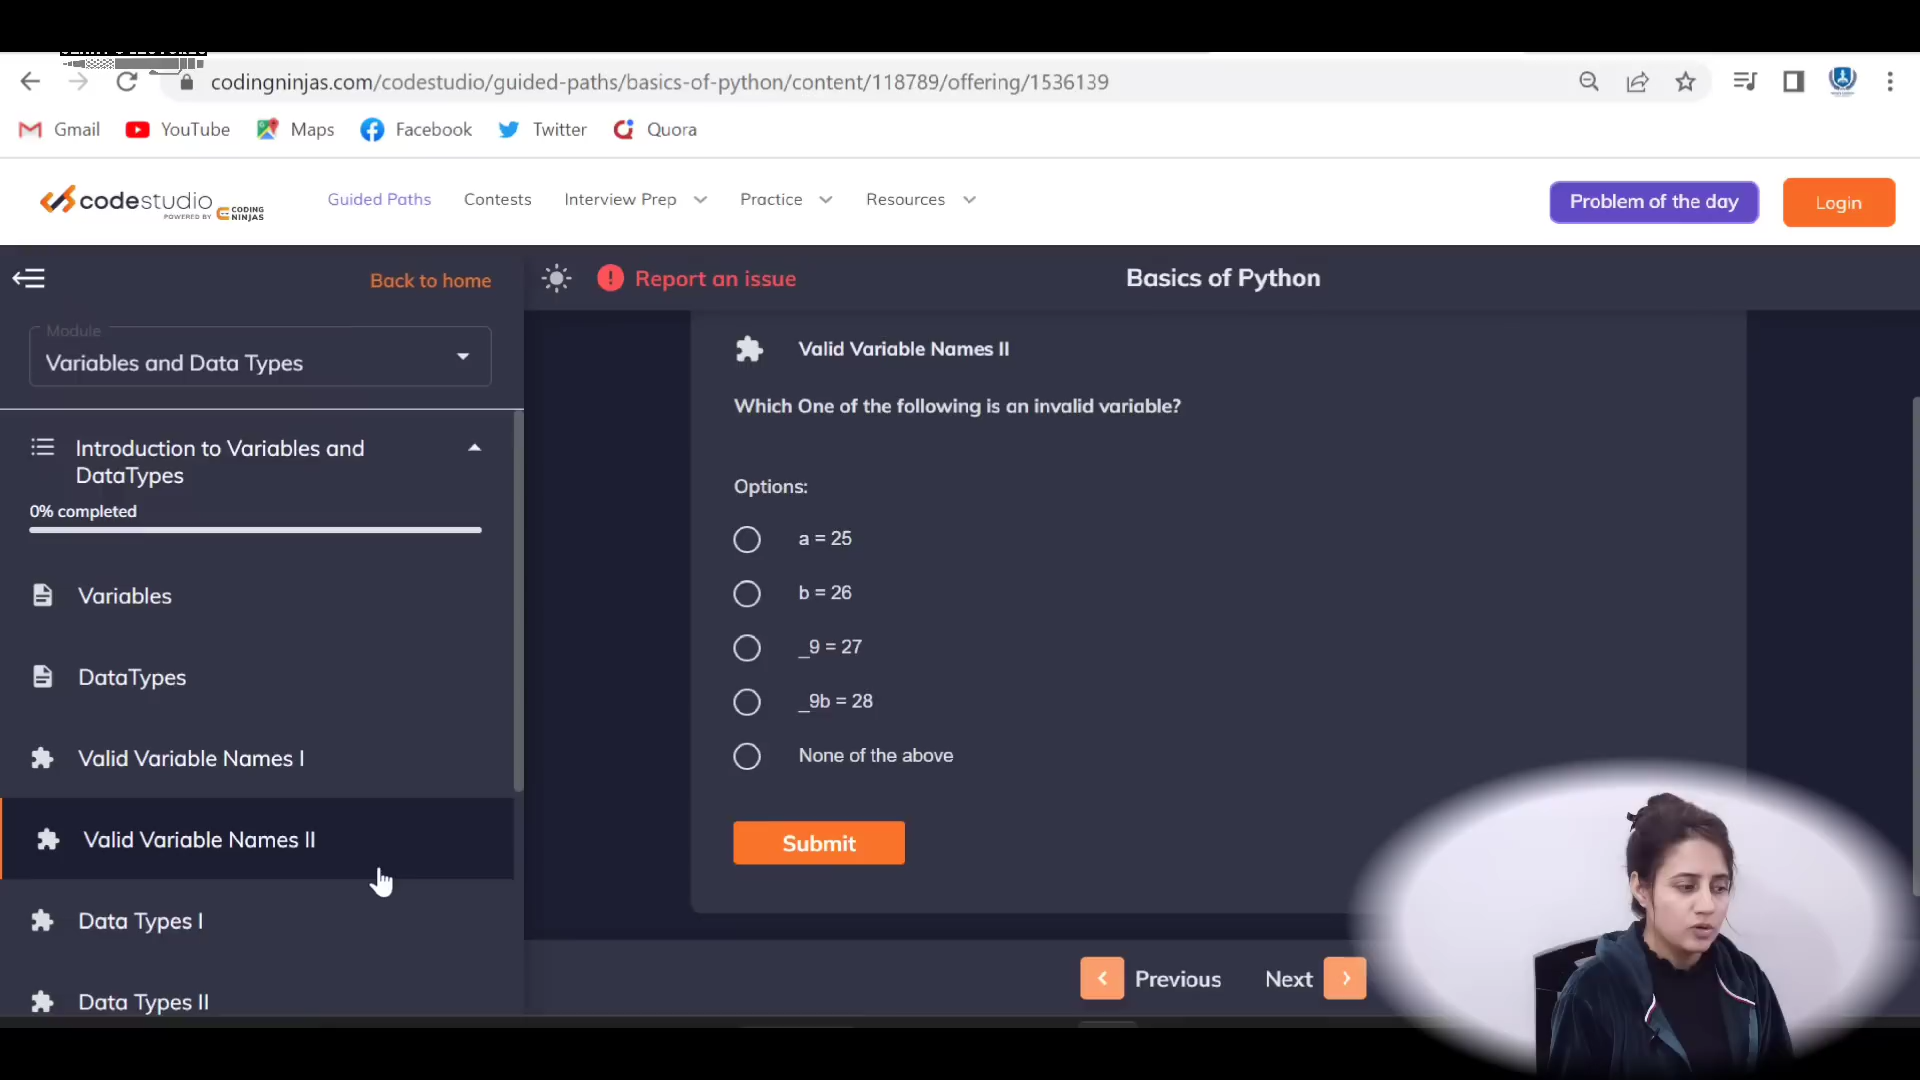 codingninjas.com/codestudio/guided-paths/basics-of-python/content/118789/offering/1536139
Gmail YouTube Maps Facebook Twitter Quora
codestudio
POWERED BY CODING NINJAS
Guided Paths Contests Interview Prep Practice Resources
Problem of the day Login
Back to home
Report an issue
Basics of Python
Module
Variables and Data Types
Introduction to Variables and
DataTypes
0% completed
Variables
DataTypes
Valid Variable Names I
Valid Variable Names II
Data Types I
Data Types II
Valid Variable Names II
Which One of the following is an invalid variable?
Options:
a = 25
b = 26
_9 = 27
_9b = 28
None of the above
Submit
Previous Next